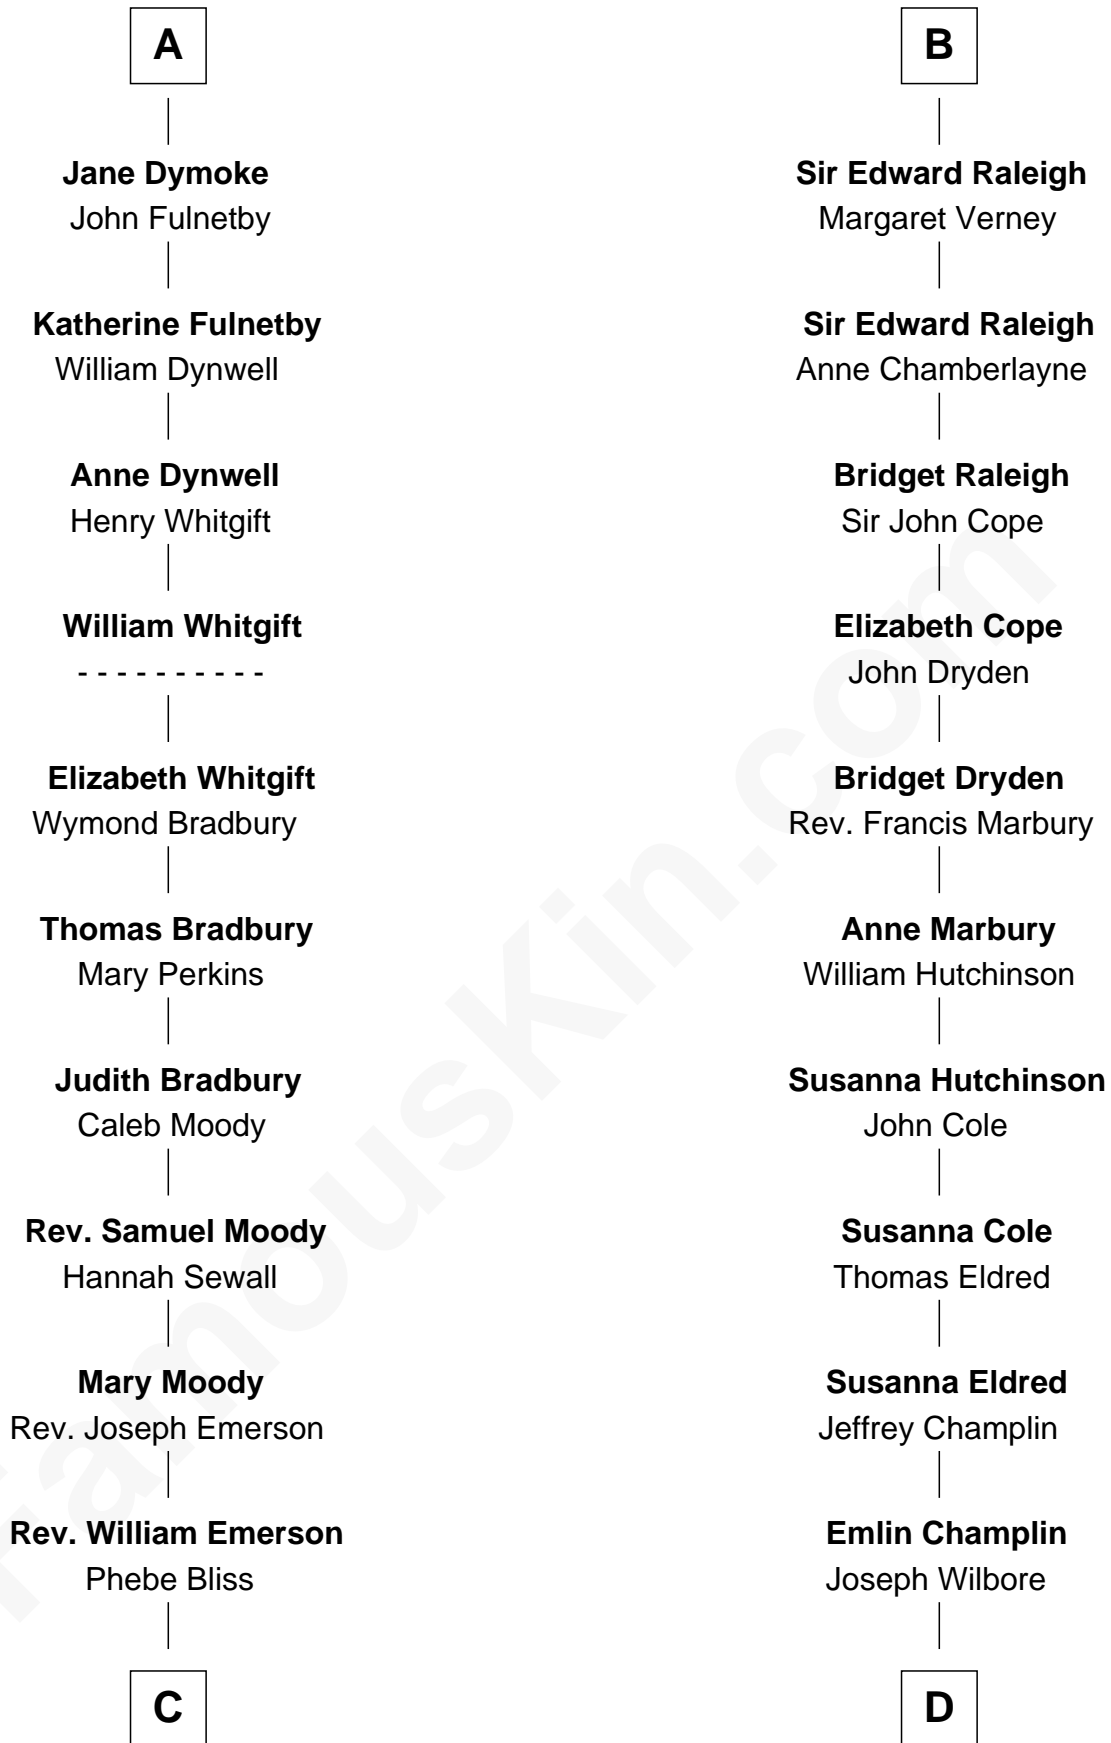 A
Jane Dymoke
John Fulnetby
Katherine Fulnetby
William Dynwell
Anne Dynwell
Henry Whitgift
William Whitgift
- - - - - - - - - -
Elizabeth Whitgift
Wymond Bradbury
Thomas Bradbury
Mary Perkins
Judith Bradbury
Caleb Moody
Rev. Samuel Moody
Hannah Sewall
Mary Moody
Rev. Joseph Emerson
Rev. William Emerson
Phebe Bliss
C
B
Sir Edward Raleigh
Margaret Verney
Sir Edward Raleigh
Anne Chamberlayne
Bridget Raleigh
Sir John Cope
Elizabeth Cope
John Dryden
Bridget Dryden
Rev. Francis Marbury
Anne Marbury
William Hutchinson
Susanna Hutchinson
John Cole
Susanna Cole
Thomas Eldred
Susanna Eldred
Jeffrey Champlin
Emlin Champlin
Joseph Wilbore
D
FamousKin.com